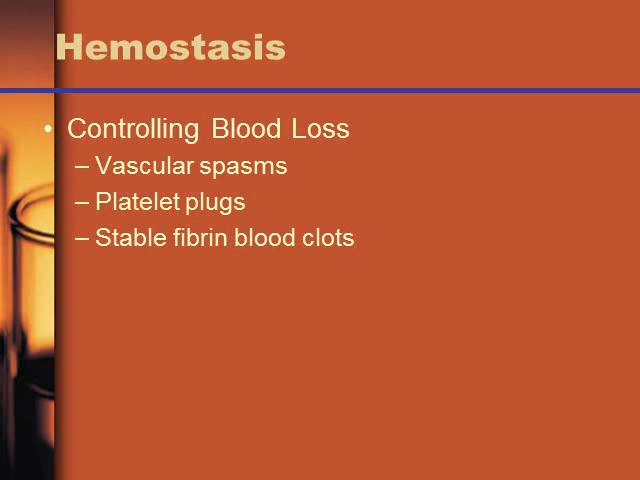 Hemostasis
• Controlling Blood Loss
– Vascular spasms
– Platelet plugs
– Stable fibrin blood clots